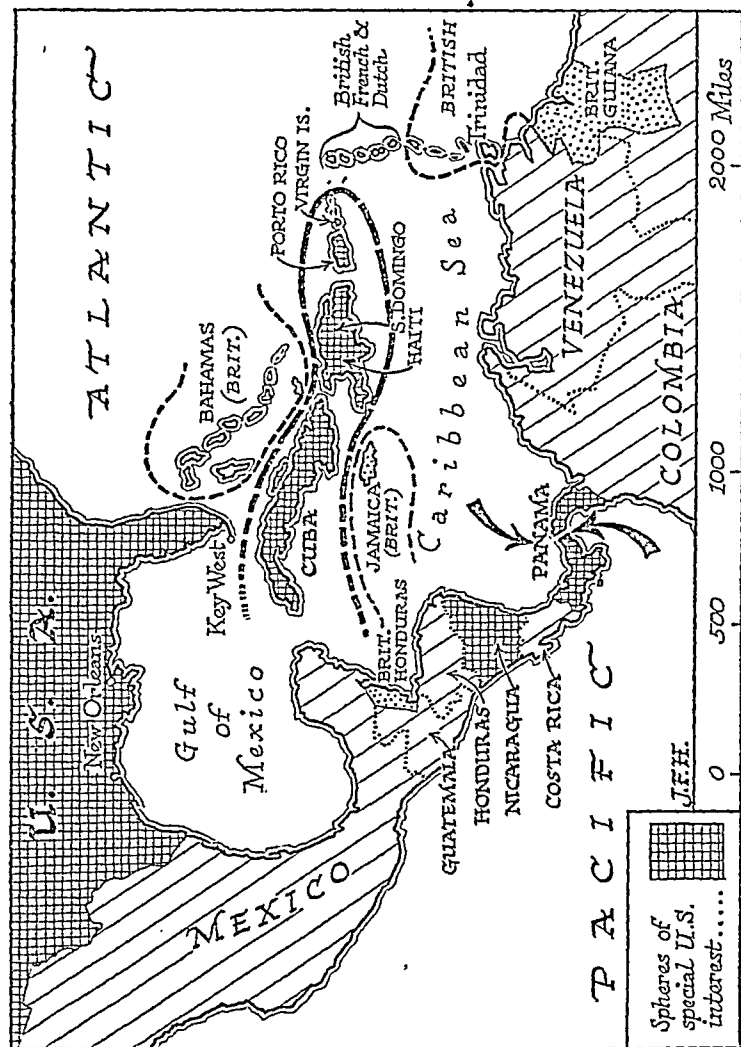 ATLANTIC
U. S. A.
New Orleans
Key West
Gulf
of
Mexico
MEXICO
BAHAMAS
(BRIT.)
PORTO RICO
VIRGIN IS.
British
French &
Dutch
BRITISH
Trinidad
CUBA
S. DOMINGO
HAITI
JAMAICA
(BRIT.)
Caribbean Sea
BRIT.
HONDURAS
GUATEMALA
HONDURAS
NICARAGUA
COSTA RICA
PANAMA
COLOMBIA
VENEZUELA
BRIT.
GUIANA
PACIFIC
J.F.H.
Spheres of
special U.S.
interest.....
0 500 1000 2000 Miles